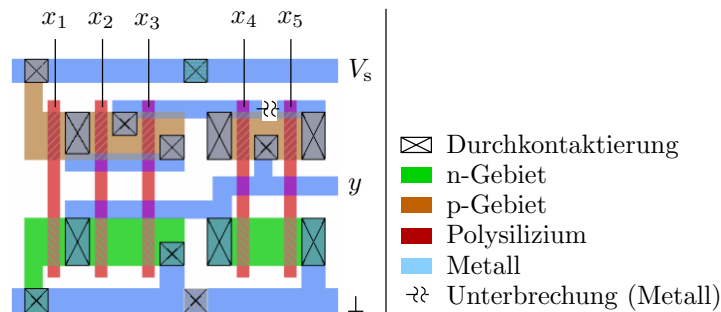 x₁ x₂ x₃ x₄ x₅
Vₛ
y
⊥
Durchkontaktierung
n-Gebiet
p-Gebiet
Polysilizium
Metall
Unterbrechung (Metall)